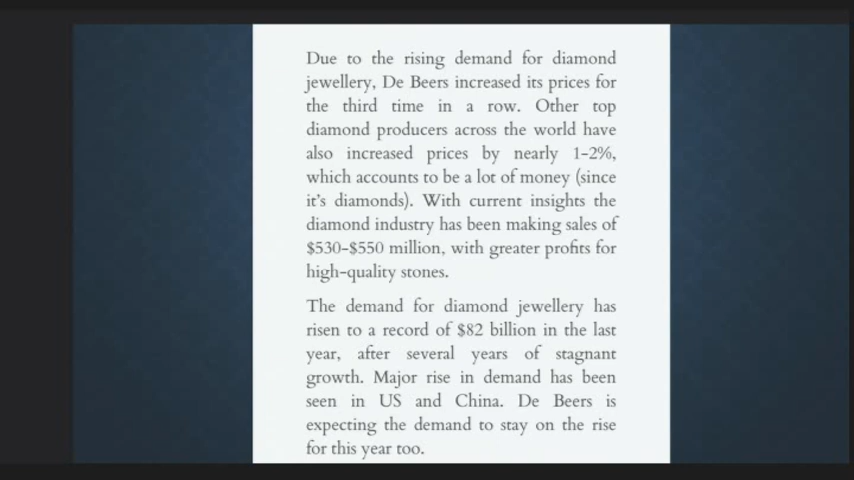 Due to the rising demand for diamond
jewellery, De Beers increased its prices for
the third time in a row. Other top
diamond producers across the world have
also increased prices by nearly 1-2%,
which accounts to be a lot of money (since
it's diamonds). With current insights the
diamond industry has been making sales of
$530-$550 million, with greater profits for
high-quality stones.
The demand for diamond jewellery has
risen to a record of $82 billion in the last
year, after several years of stagnant
growth. Major rise in demand has been
seen in US and China. De Beers is
expecting the demand to stay on the rise
for this year too.